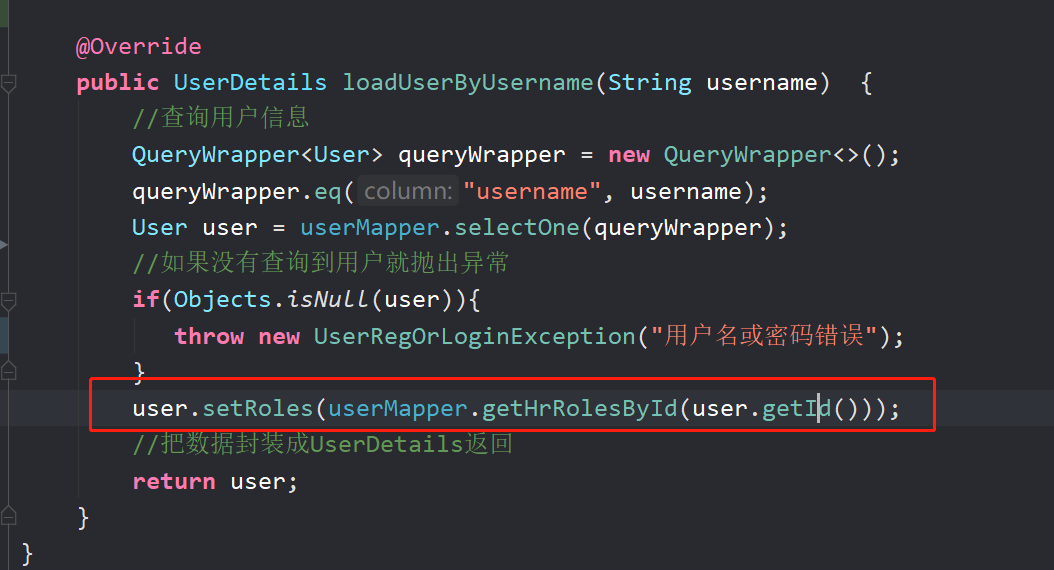 @Override
public UserDetails loadUserByUsername(String username)  {
//查询用户信息
QueryWrapper<User> queryWrapper = new QueryWrapper<>();
queryWrapper.eq( column: "username", username);
User user = userMapper.selectOne(queryWrapper);
//如果没有查询到用户就抛出异常
if(Objects.isNull(user)){
throw new UserRegOrLoginException("用户名或密码错误");
}
user.setRoles(userMapper.getHrRolesById(user.getId()));
//把数据封装成UserDetails返回
return user;
}
}